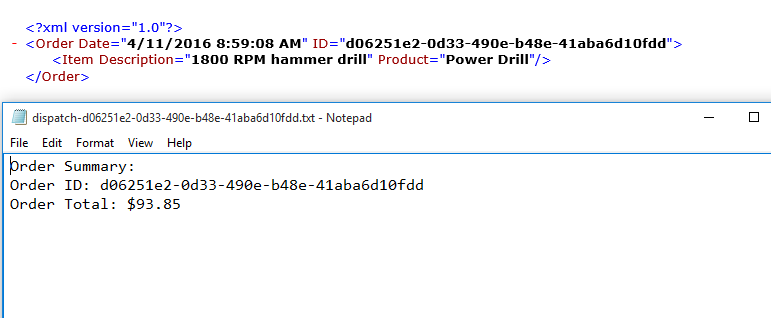 <?xml version="1.0"?>
- <Order Date="4/11/2016 8:59:08 AM" ID="d06251e2-0d33-490e-b48e-41aba6d10fdd">
<Item Description="1800 RPM hammer drill" Product="Power Drill"/>
</Order>
dispatch-d06251e2-0d33-490e-b48e-41aba6d10fdd.txt - Notepad
File Edit Format View Help
Order Summary:
Order ID: d06251e2-0d33-490e-b48e-41aba6d10fdd
Order Total: $93.85